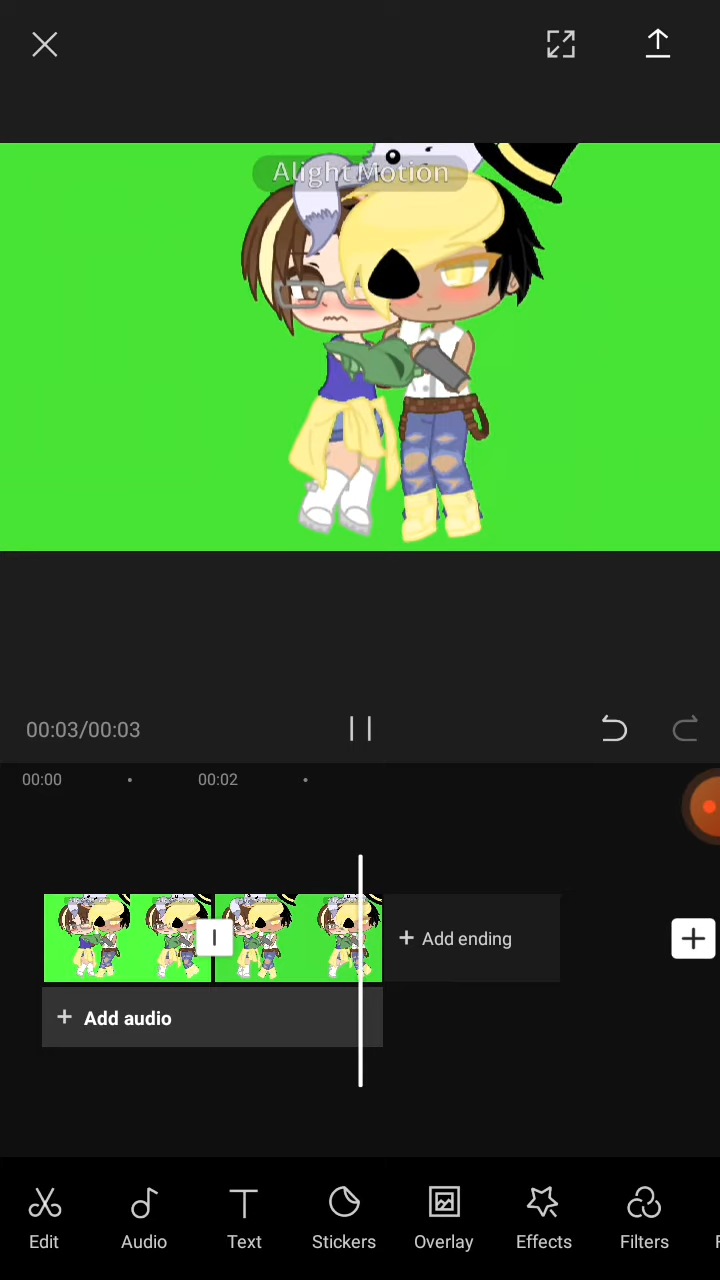 Alight Motion
00:03/00:03
00:00
00:02
+ Add ending
+ Add audio
Edit
Audio
Text
Stickers
Overlay
Effects
Filters